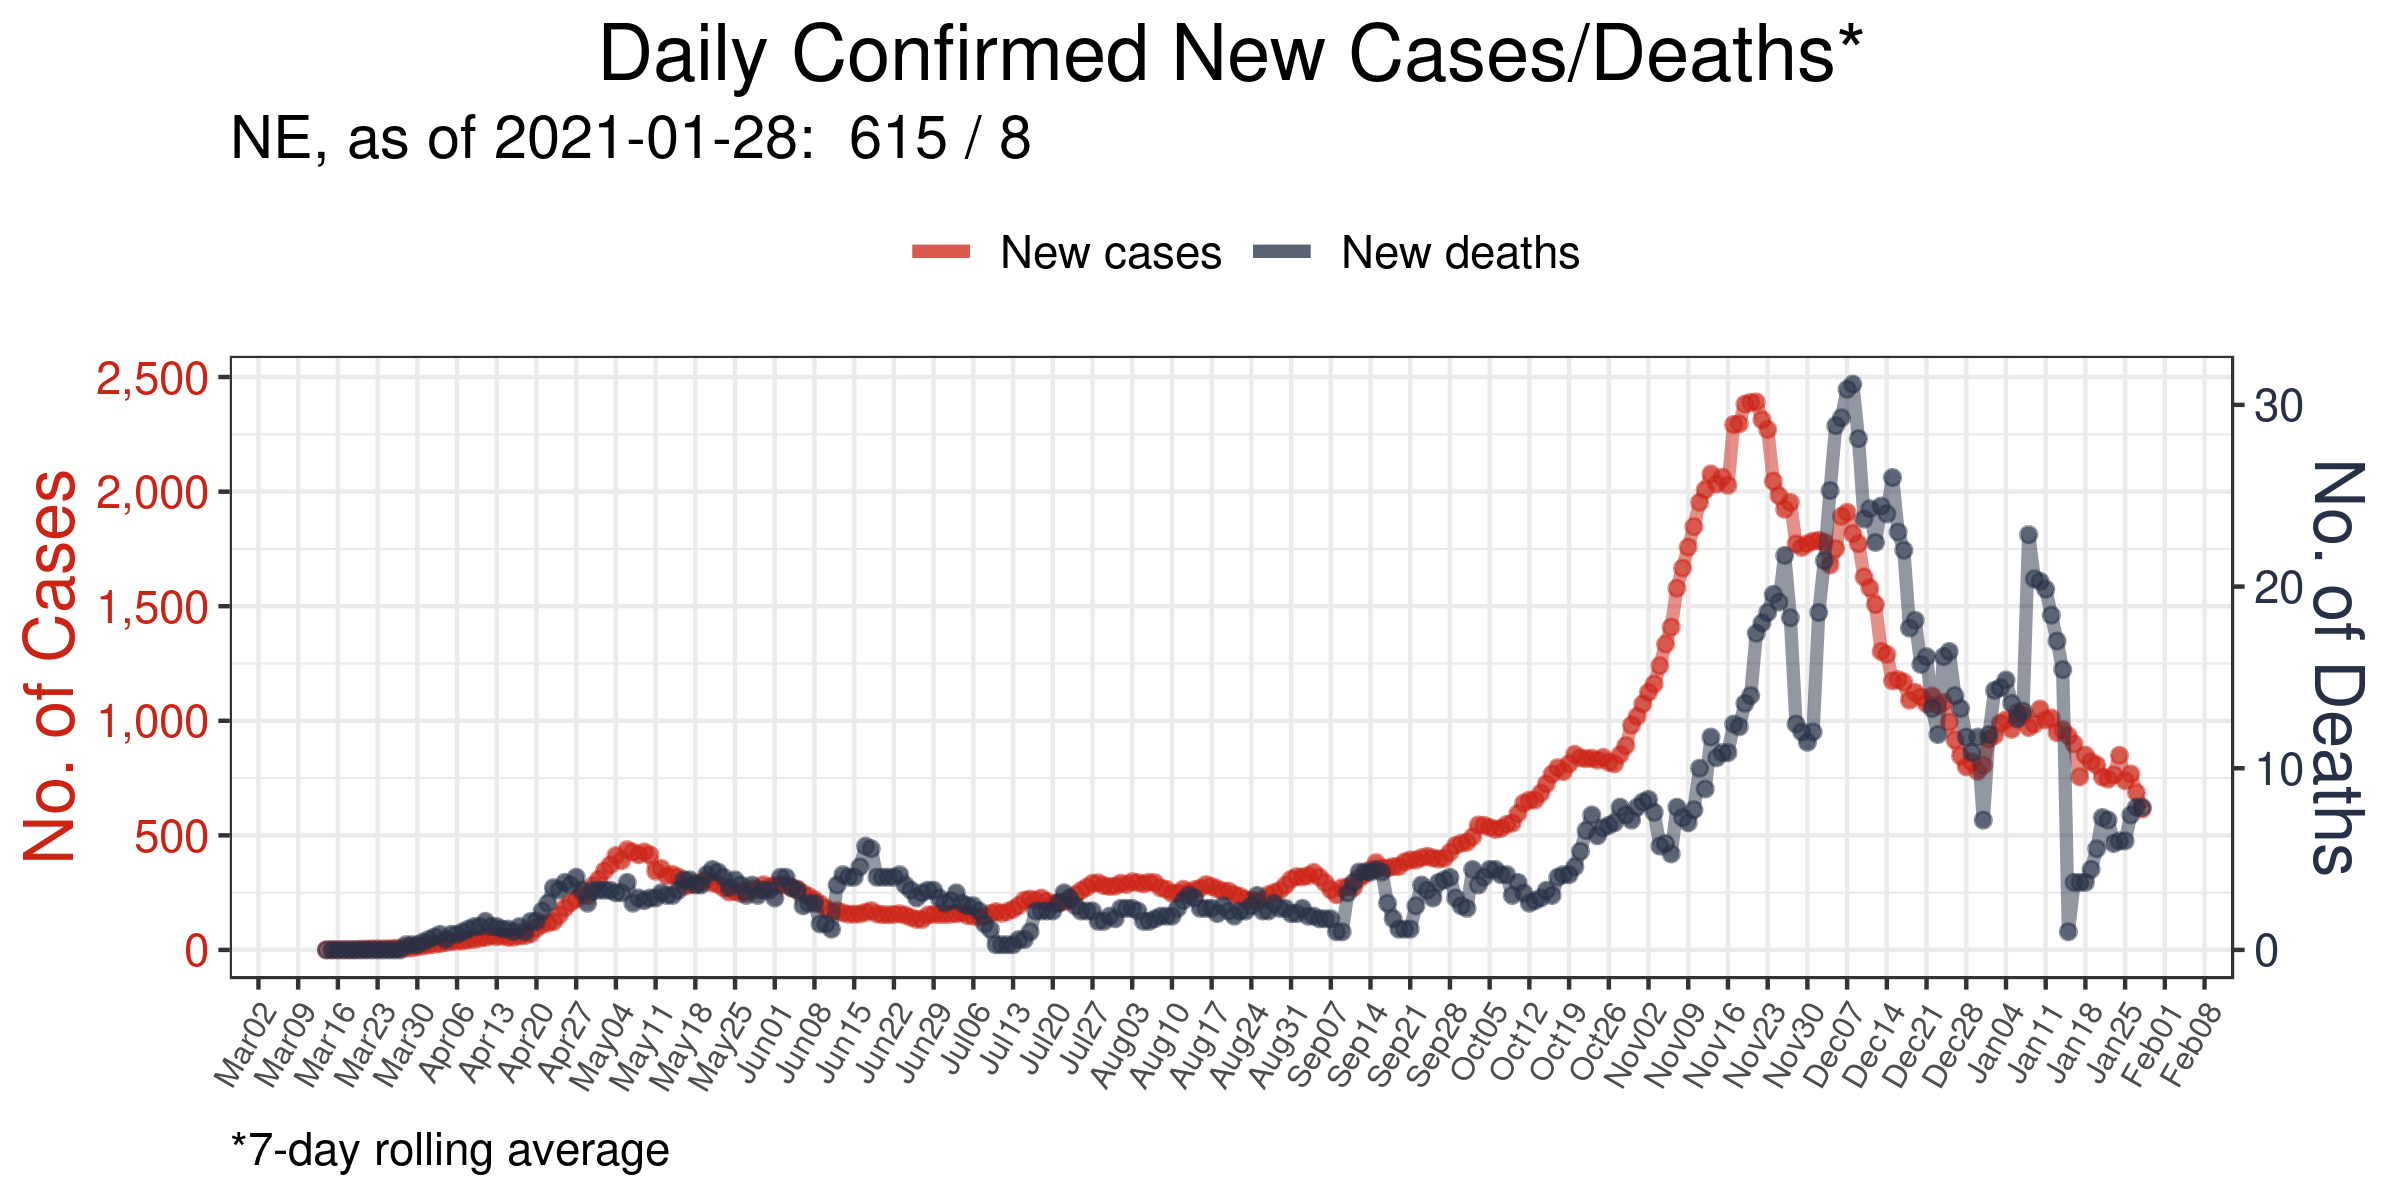 Daily Confirmed New Cases/Deaths*
NE, as of 2021-01-28:  615 / 8
New cases New deaths
No. of Cases
2,500
2,000
1,500
1,000
500
0
30
20
10
0
No. of Deaths
Mar02 Mar09 Mar16 Mar23 Mar30 Apr06 Apr13 Apr20 Apr27 May04 May11 May18 May25 Jun01 Jun08 Jun15 Jun22 Jun29 Jul06 Jul13 Jul20 Jul27 Aug03 Aug10 Aug17 Aug24 Aug31 Sep07 Sep14 Sep21 Sep28 Oct05 Oct12 Oct19 Oct26 Nov02 Nov09 Nov16 Nov23 Nov30 Dec07 Dec14 Dec21 Dec28 Jan04 Jan11 Jan18 Jan25 Feb01 Feb08
*7-day rolling average